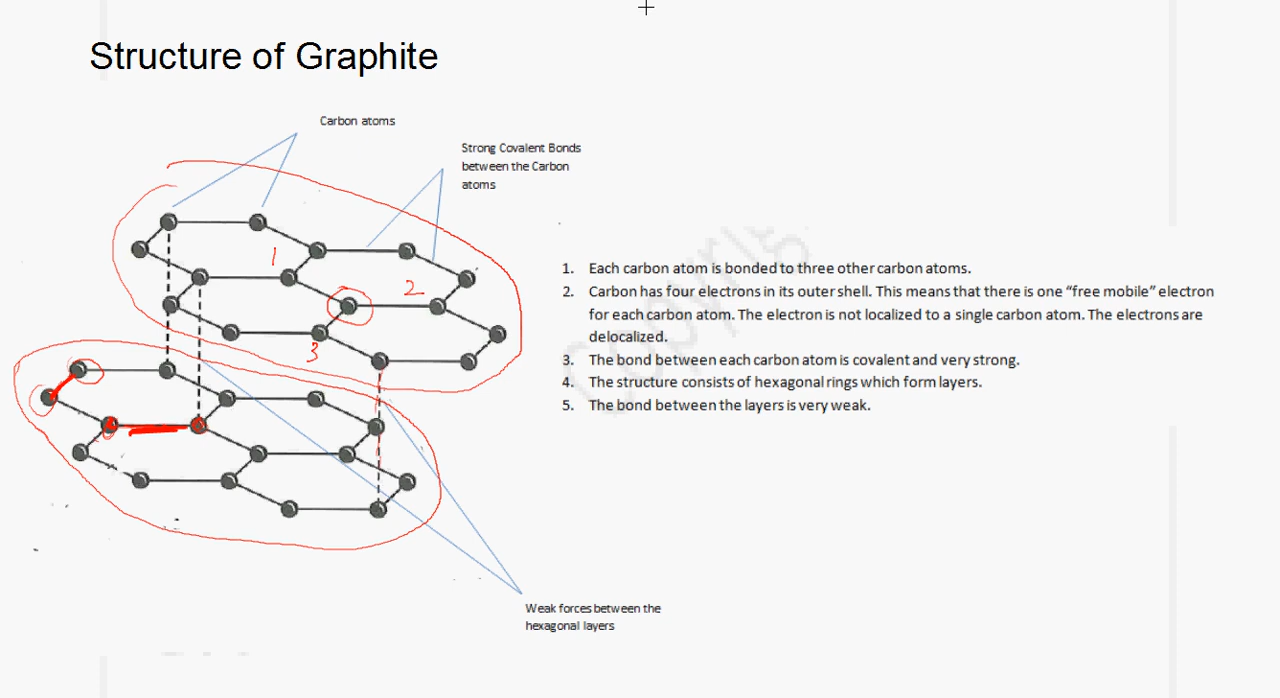 Structure of Graphite
Carbon atoms
Strong Covalent Bonds
between the Carbon
atoms
1
2
3
1. Each carbon atom is bonded to three other carbon atoms.
2. Carbon has four electrons in its outer shell. This means that there is one “free mobile” electron
for each carbon atom. The electron is not localized to a single carbon atom. The electrons are
delocalized.
3. The bond between each carbon atom is covalent and very strong.
4. The structure consists of hexagonal rings which form layers.
5. The bond between the layers is very weak.
Weak forces between the
hexagonal layers